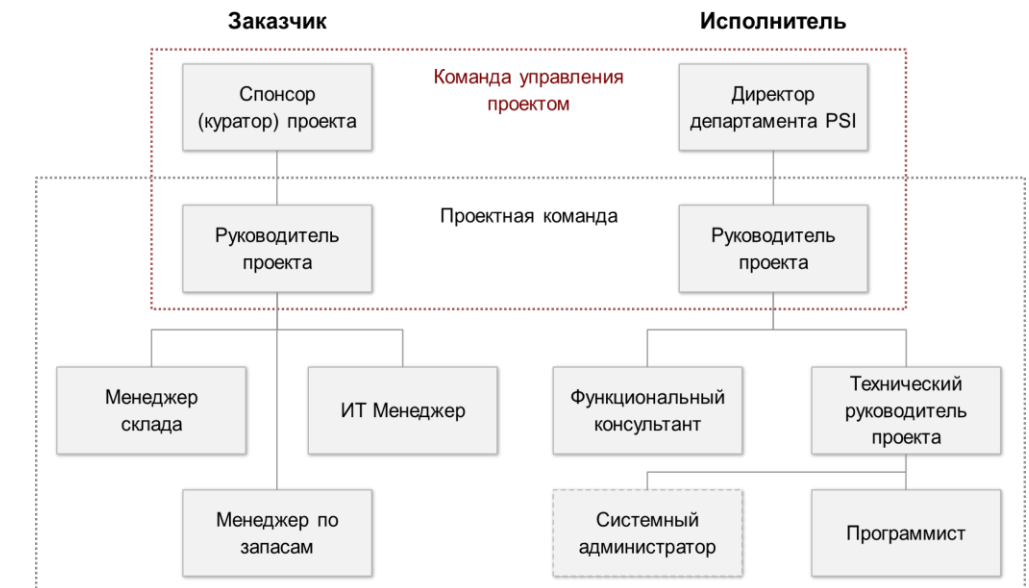 Заказчик
Исполнитель
Команда управления
проектом
Спонсор
(куратор) проекта
Директор
департамента PSI
Проектная команда
Руководитель
проекта
Руководитель
проекта
Менеджер
склада
ИТ Менеджер
Функциональный
консультант
Технический
руководитель
проекта
Менеджер по
запасам
Системный
администратор
Программист